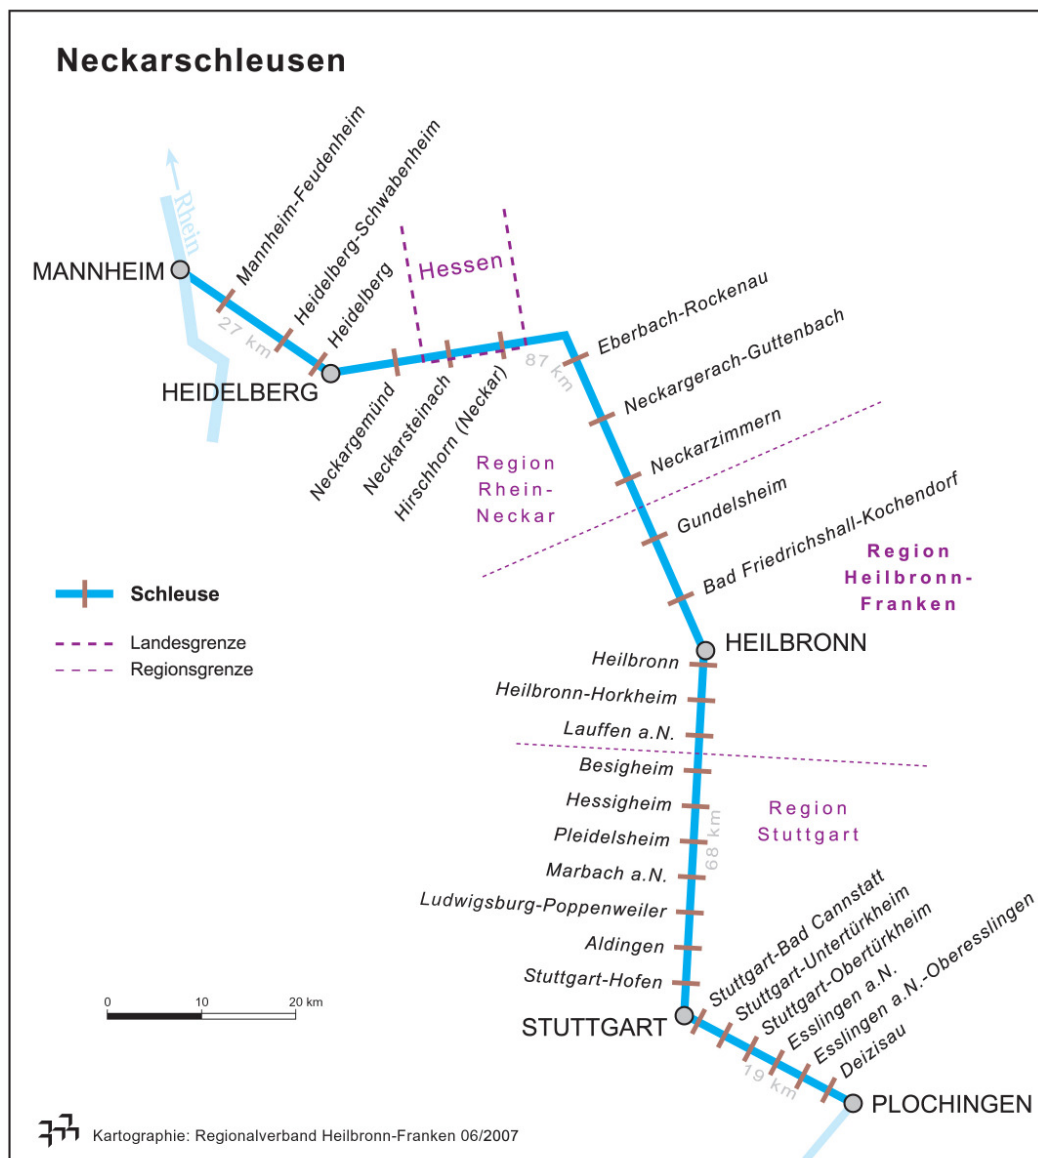 Neckarschleusen
Rhein
MANNHEIM
Mannheim-Feudenheim
Heidelberg-Schwabenheim
Heidelberg
27 km
HEIDELBERG
Hessen
Neckargemünd
Neckarsteinach
Hirschhorn (Neckar)
87 km
Eberbach-Rockenau
Neckargerach-Guttenbach
Neckarzimmern
Region
Rhein-
Neckar
Gundelsheim
Bad Friedrichshall-Kochendorf
Region
Heilbronn-
Franken
Schleuse
Landesgrenze
Regionsgrenze
HEILBRONN
Heilbronn
Heilbronn-Horkheim
Lauffen a.N.
Besigheim
Hessigheim
Pleidelsheim
Marbach a.N.
Ludwigsburg-Poppenweiler
Aldingen
Stuttgart-Hofen
68 km
Region
Stuttgart
STUTTGART
Stuttgart-Bad Cannstatt
Stuttgart-Untertürkheim
Stuttgart-Obertürkheim
Esslingen a.N.
Esslingen a.N.-Oberesslingen
Deizisau
19 km
PLOCHINGEN
0 10 20 km
Kartographie: Regionalverband Heilbronn-Franken 06/2007